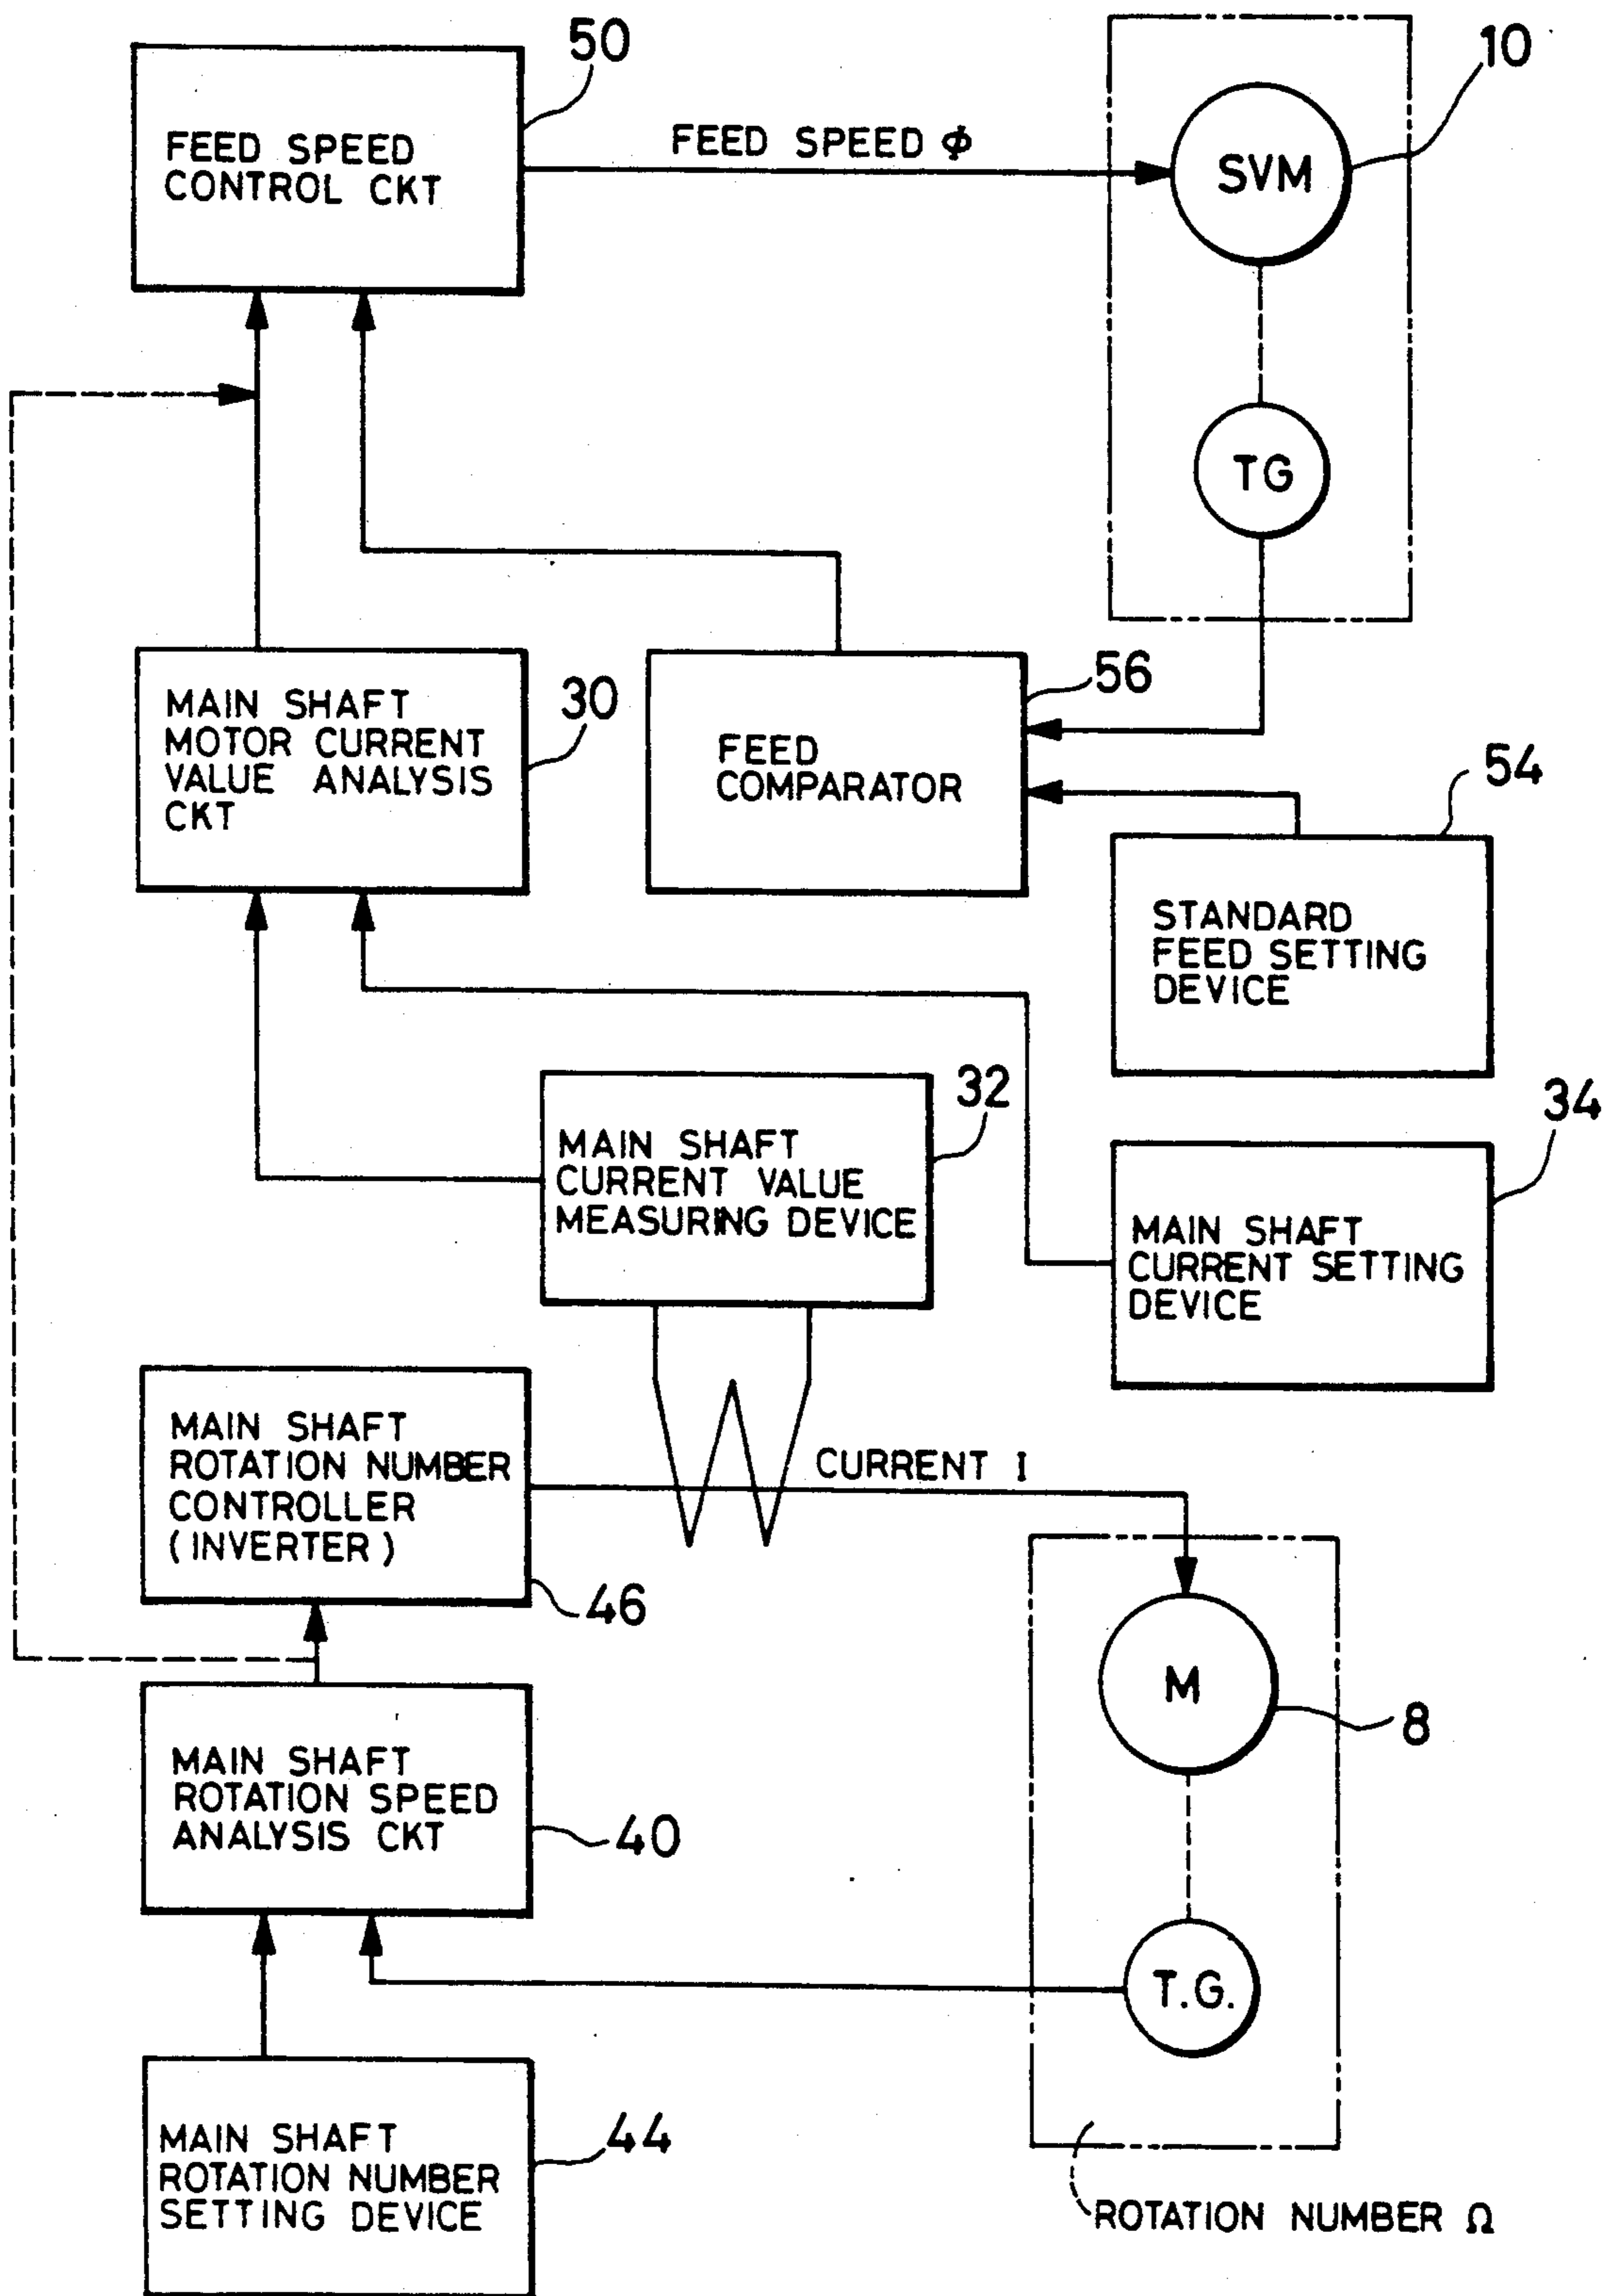 50
10
FEED SPEED
CONTROL CKT
FEED SPEED Φ
SVM
TG
MAIN SHAFT
MOTOR CURRENT
VALUE ANALYSIS
CKT
30
FEED
COMPARATOR
56
54
STANDARD
FEED SETTING
DEVICE
MAIN SHAFT
CURRENT VALUE
MEASURING DEVICE
32
34
MAIN SHAFT
CURRENT SETTING
DEVICE
MAIN SHAFT
ROTATION NUMBER
CONTROLLER
(INVERTER)
46
CURRENT I
M
8
MAIN SHAFT
ROTATION SPEED
ANALYSIS CKT
40
T.G.
MAIN SHAFT
ROTATION NUMBER
SETTING DEVICE
44
ROTATION NUMBER Ω